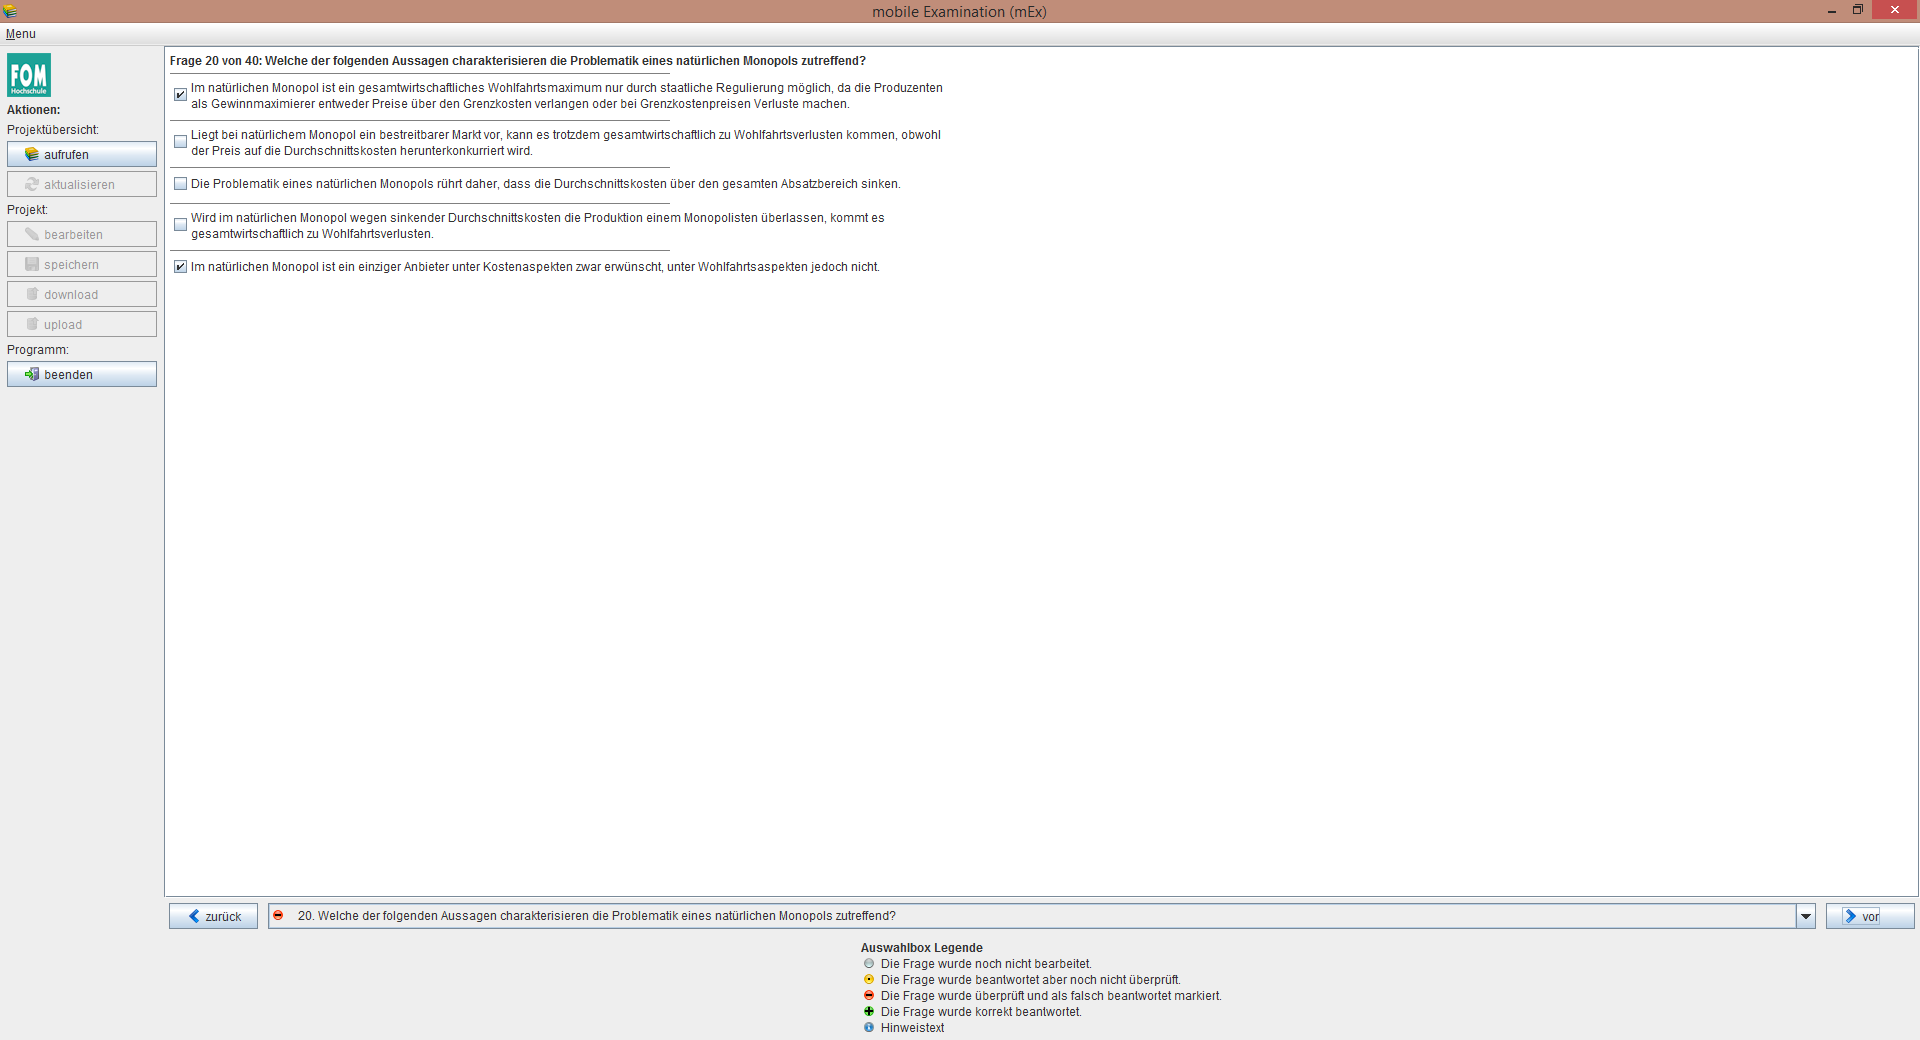 mobile Examination (mEx)
Menu
FOM
Hochschule
Aktionen:
Projektübersicht:
aufrufen
aktualisieren
Projekt:
bearbeiten
speichern
download
upload
Programm:
beenden
Frage 20 von 40: Welche der folgenden Aussagen charakterisieren die Problematik eines natürlichen Monopols zutreffend?
Im natürlichen Monopol ist ein gesamtwirtschaftliches Wohlfahrtsmaximum nur durch staatliche Regulierung möglich, da die Produzenten
als Gewinnmaximierer entweder Preise über den Grenzkosten verlangen oder bei Grenzkostenpreisen Verluste machen.
Liegt bei natürlichem Monopol ein bestreitbarer Markt vor, kann es trotzdem gesamtwirtschaftlich zu Wohlfahrtsverlusten kommen, obwohl
der Preis auf die Durchschnittskosten herunterkonkurriert wird.
Die Problematik eines natürlichen Monopols rührt daher, dass die Durchschnittskosten über den gesamten Absatzbereich sinken.
Wird im natürlichen Monopol wegen sinkender Durchschnittskosten die Produktion einem Monopolisten überlassen, kommt es
gesamtwirtschaftlich zu Wohlfahrtsverlusten.
Im natürlichen Monopol ist ein einziger Anbieter unter Kostenaspekten zwar erwünscht, unter Wohlfahrtsaspekten jedoch nicht.
zurück
20. Welche der folgenden Aussagen charakterisieren die Problematik eines natürlichen Monopols zutreffend?
vor
Auswahlbox Legende
Die Frage wurde noch nicht bearbeitet.
Die Frage wurde beantwortet aber noch nicht überprüft.
Die Frage wurde überprüft und als falsch beantwortet markiert.
Die Frage wurde korrekt beantwortet.
Hinweistext